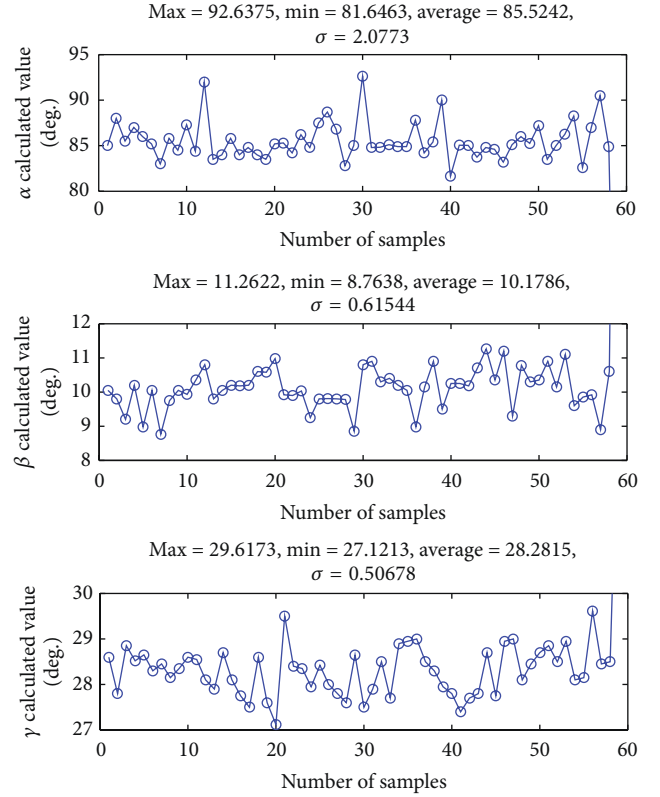 Max = 92.6375, min = 81.6463, average = 85.5242,
σ = 2.0773
95
90
85
80
α calculated value
(deg.)
0 10 20 30 40 50 60
Number of samples
Max = 11.2622, min = 8.7638, average = 10.1786,
σ = 0.61544
12
11
10
9
8
β calculated value
(deg.)
0 10 20 30 40 50 60
Number of samples
Max = 29.6173, min = 27.1213, average = 28.2815,
σ = 0.50678
30
29
28
27
γ calculated value
(deg.)
0 10 20 30 40 50 60
Number of samples